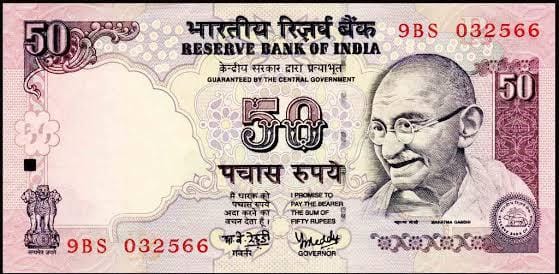 50
भारतीय रिज़र्व बैंक
9BS 032566
RESERVE BANK OF INDIA
केन्द्रीय सरकार द्वारा प्रत्याभूत
GUARANTEED BY THE CENTRAL GOVERNMENT
50
50
पचास रुपये
मैं धारक को
पचास रुपये
अदा करने का
वचन देता हूँ।
I PROMISE TO
PAY THE BEARER
THE SUM OF
FIFTY RUPEES
महात्मा गांधी MAHATMA GANDHI
सत्यमेव जयते
9BS 032566
गवर्नर
GOVERNOR